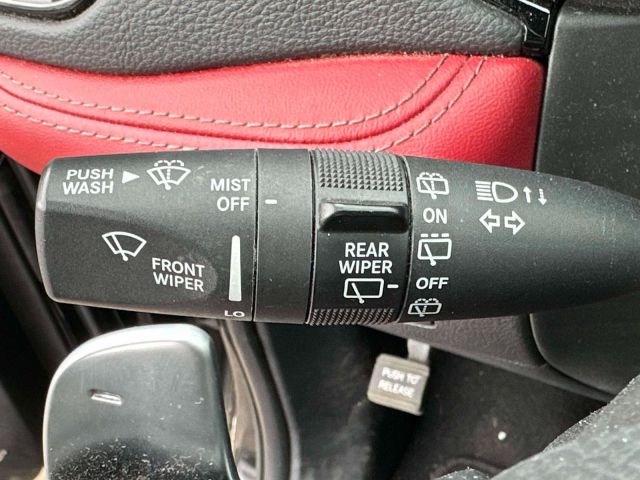 PUSH
WASH
MIST
OFF
FRONT
WIPER
LO
REAR
WIPER
ON
OFF
PUSH TO
RELEASE